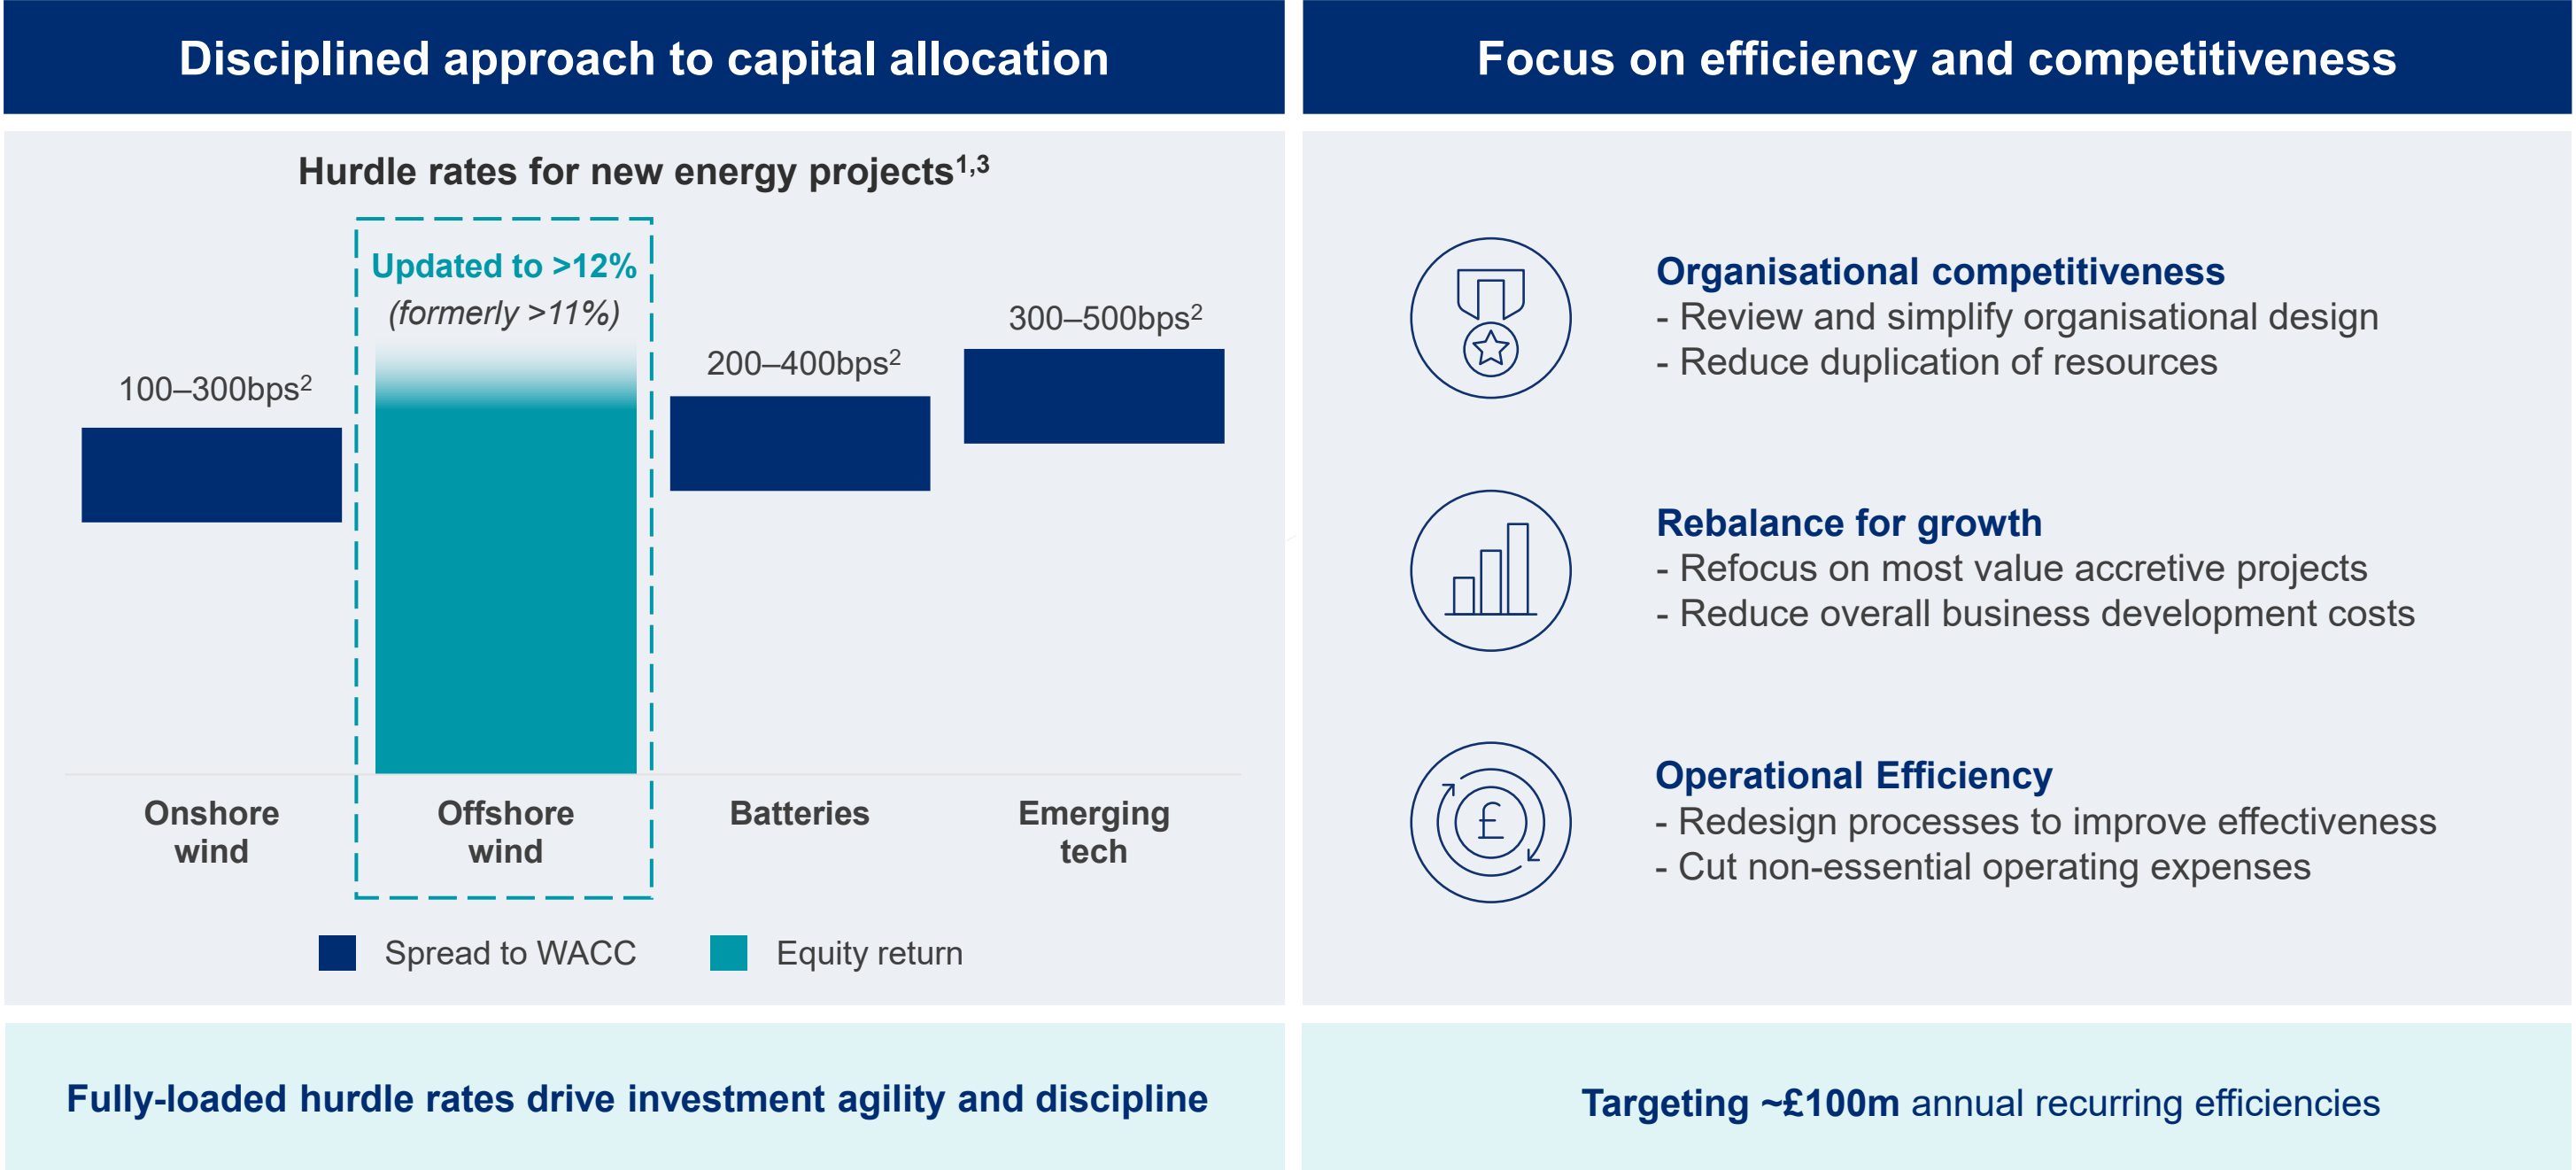 Disciplined approach to capital allocation
Hurdle rates for new energy projects1,3
Updated to >12%
(formerly >11%)
100–300bps2
200–400bps2
300–500bps2
Onshore
wind
Offshore
wind
Batteries
Emerging
tech
Spread to WACC
Equity return
Fully-loaded hurdle rates drive investment agility and discipline
Focus on efficiency and competitiveness
Organisational competitiveness
- Review and simplify organisational design
- Reduce duplication of resources
Rebalance for growth
- Refocus on most value accretive projects
- Reduce overall business development costs
£
Operational Efficiency
- Redesign processes to improve effectiveness
- Cut non-essential operating expenses
Targeting ~£100m annual recurring efficiencies